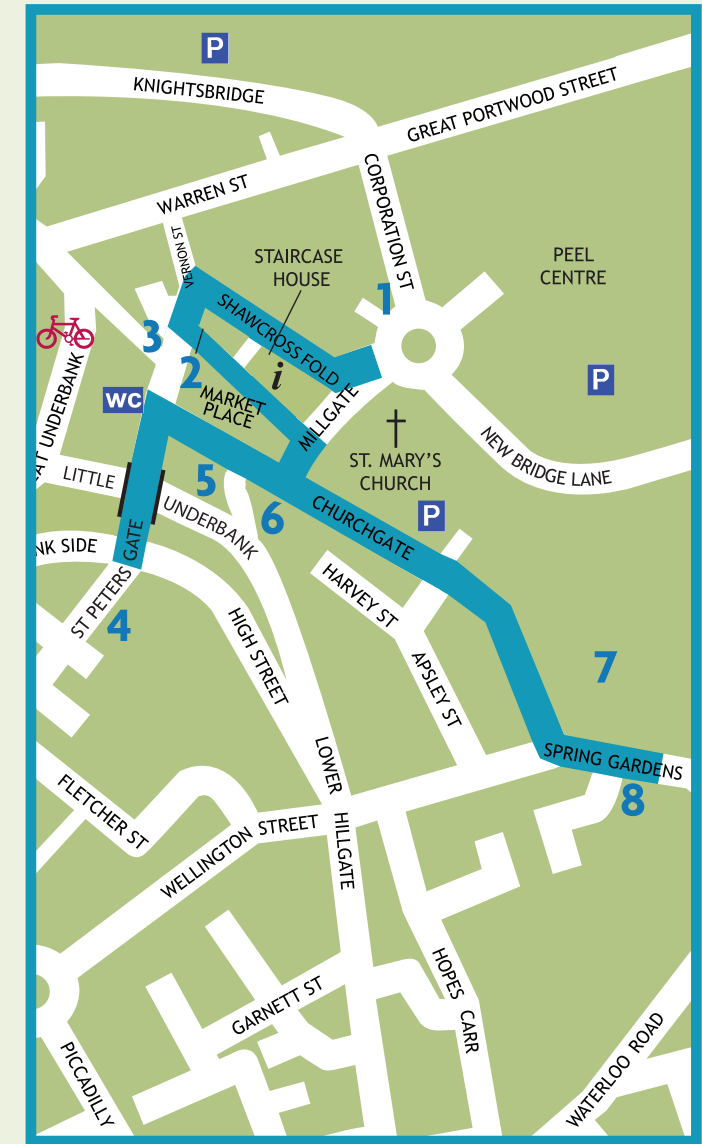 P
KNIGHTSBRIDGE
GREAT PORTWOOD STREET
CORPORATION ST
WARREN ST
VERNON ST
STAIRCASE
HOUSE
PEEL
CENTRE
1
SHAWCROSS FOLD
3
2
i
P
MARKET
PLACE
WC
MILLGATE
AT UNDERBANK
ST. MARY'S
CHURCH
NEW BRIDGE LANE
LITTLE
UNDERBANK
5
6
P
CHURCHGATE
NK SIDE
ST PETERS GATE
4
HARVEY ST
HIGH STREET
APSLEY ST
7
SPRING GARDENS
8
LOWER
HILLGATE
FLETCHER ST
WELLINGTON STREET
HOPES CARR
GARNETT ST
PICCADILLY
WATERLOO ROAD